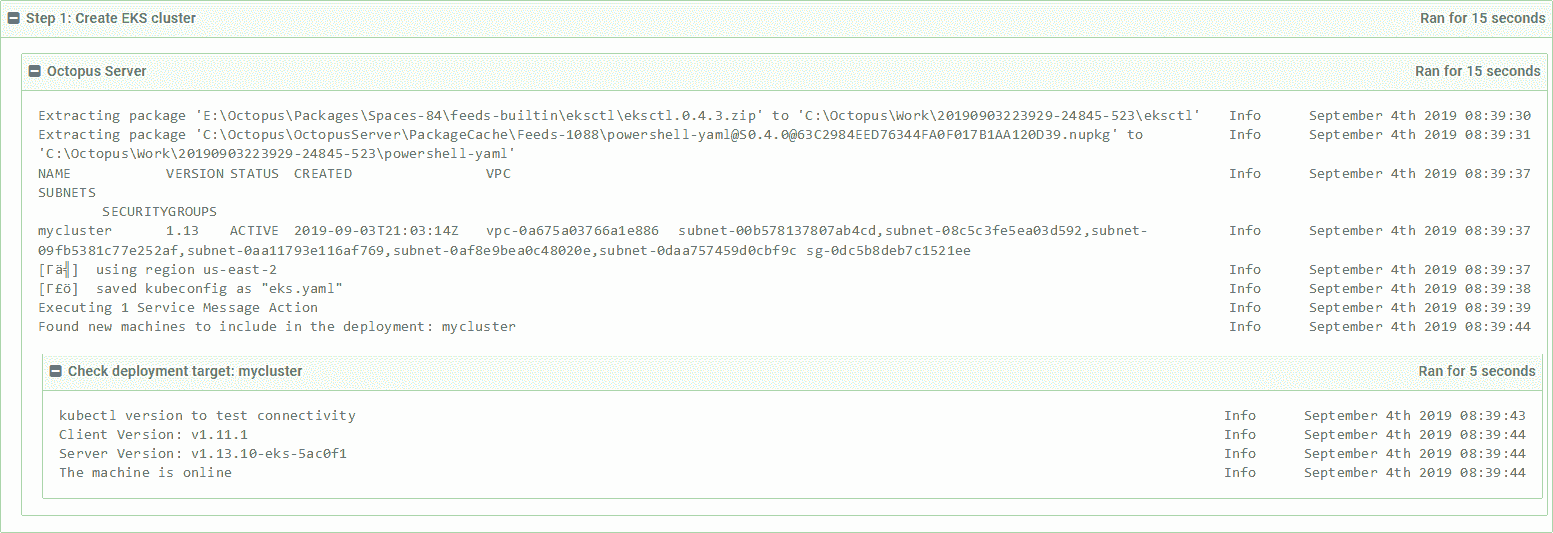 Step 1: Create EKS cluster Ran for 15 seconds
Octopus Server Ran for 15 seconds
Extracting package 'E:\Octopus\Packages\Spaces-84\feeds-builtin\eksctl\eksctl.0.4.3.zip' to 'C:\Octopus\Work\20190903223929-24845-523\eksctl' Info September 4th 2019 08:39:30
Extracting package 'C:\Octopus\OctopusServer\PackageCache\Feeds-1088\powershell-yaml@S0.4.0@63C2984EED76344FA0F017B1AA120D39.nupkg' to Info September 4th 2019 08:39:31
'C:\Octopus\Work\20190903223929-24845-523\powershell-yaml'
NAME VERSION STATUS CREATED VPC Info September 4th 2019 08:39:37
SUBNETS
SECURITYGROUPS
mycluster 1.13 ACTIVE 2019-09-03T21:03:14Z vpc-0a675a03766a1e886 subnet-00b578137807ab4cd,subnet-08c5c3fe5ea03d592,subnet- Info September 4th 2019 08:39:37
09fb5381c77e252af,subnet-0aa11793e116af769,subnet-0af8e9bea0c48020e,subnet-0daa757459d0cbf9c sg-0dc5b8deb7c1521ee
[Γä╣] using region us-east-2 Info September 4th 2019 08:39:37
[Γ£ö] saved kubeconfig as "eks.yaml" Info September 4th 2019 08:39:38
Executing 1 Service Message Action Info September 4th 2019 08:39:39
Found new machines to include in the deployment: mycluster Info September 4th 2019 08:39:44
Check deployment target: mycluster Ran for 5 seconds
kubectl version to test connectivity Info September 4th 2019 08:39:43
Client Version: v1.11.1 Info September 4th 2019 08:39:44
Server Version: v1.13.10-eks-5ac0f1 Info September 4th 2019 08:39:44
The machine is online Info September 4th 2019 08:39:44